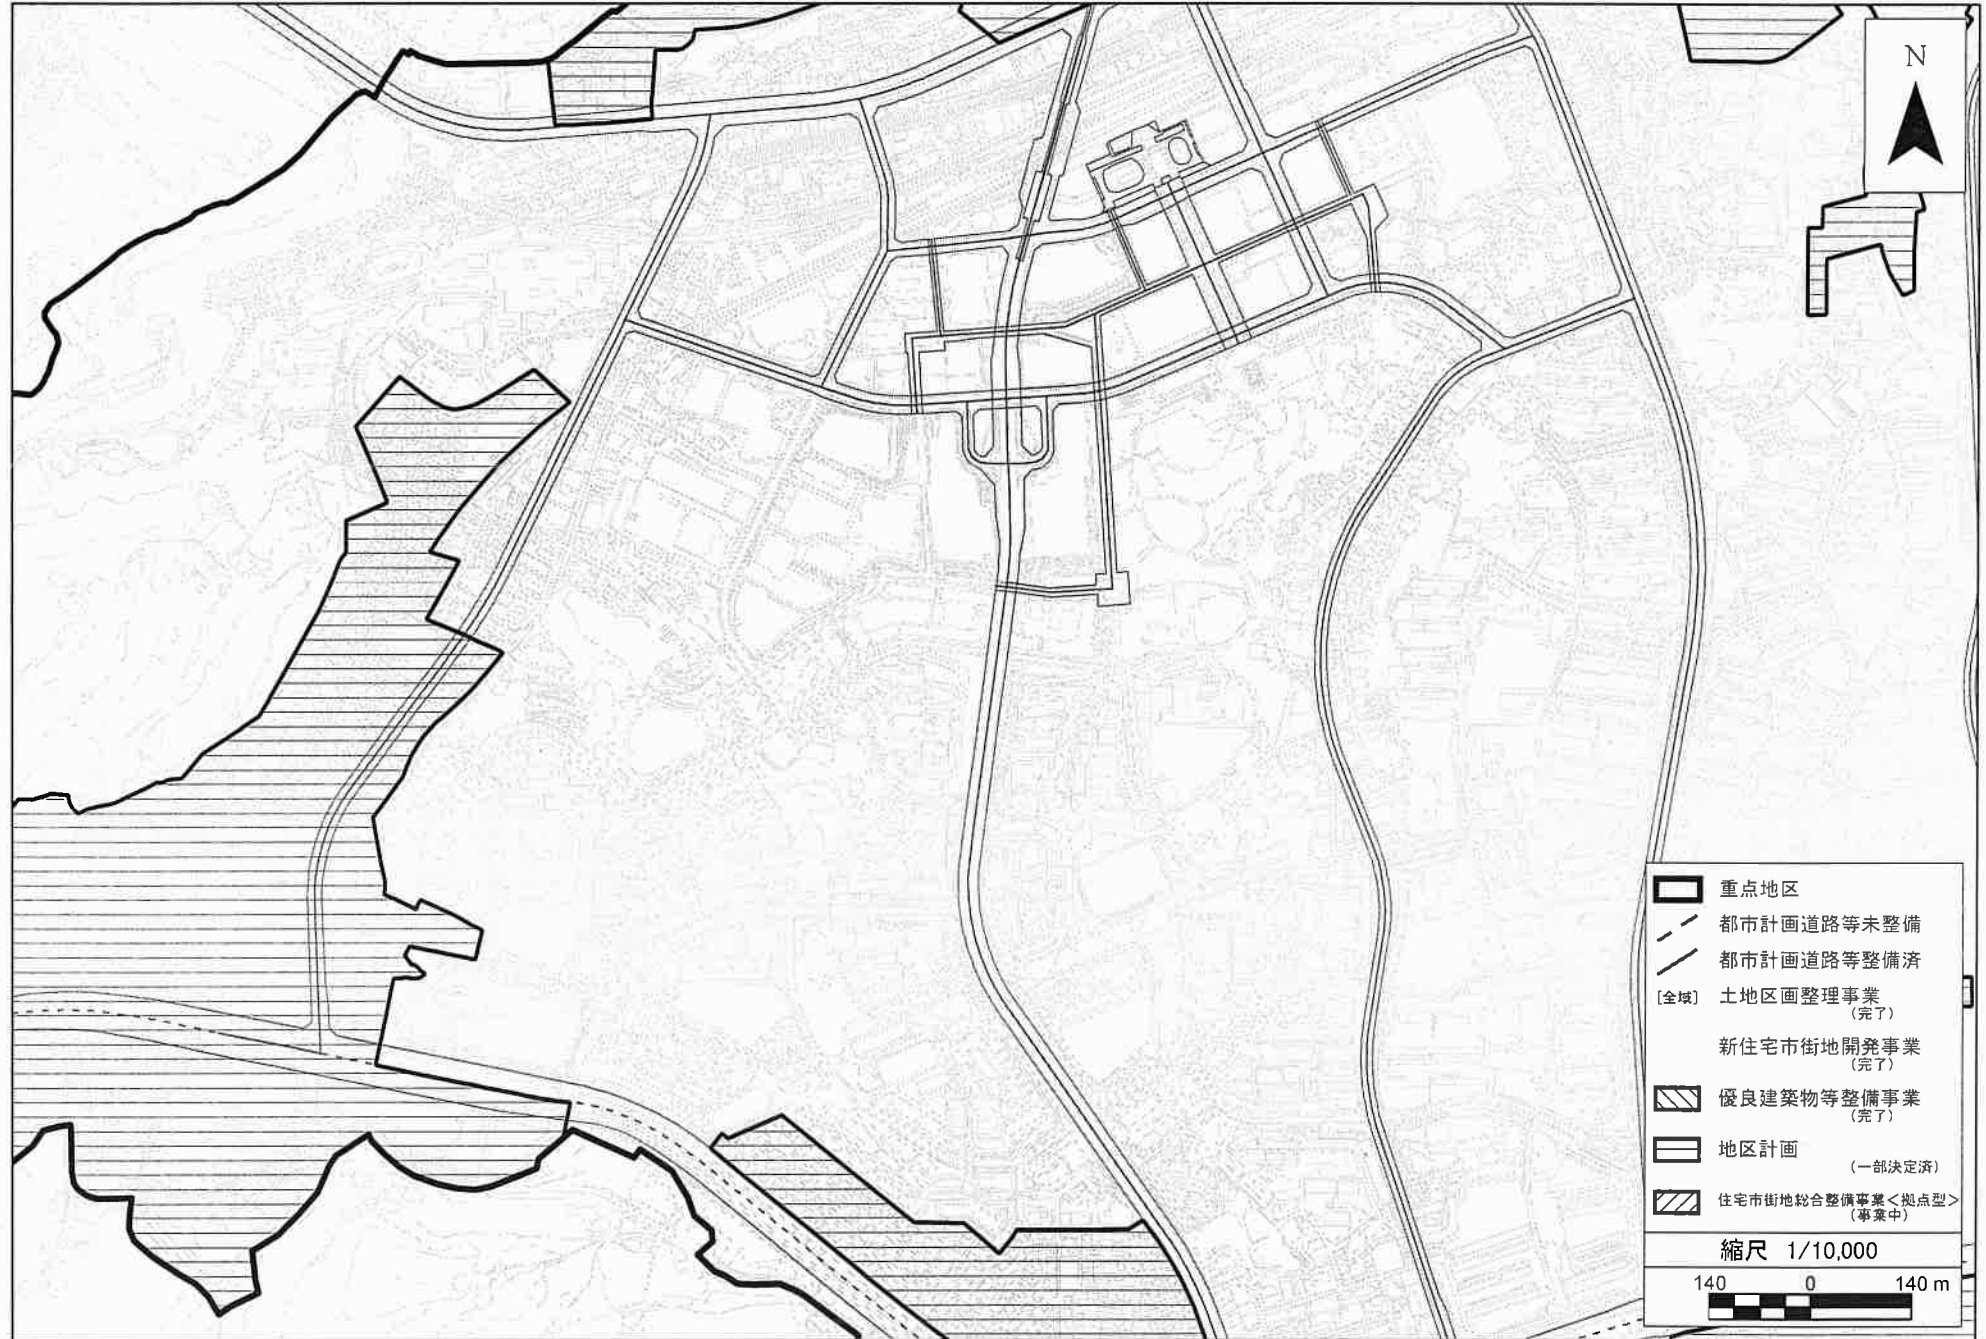 N
重点地区
都市計画道路等未整備
都市計画道路等整備済
[全域] 土地区画整理事業
(完了)
新住宅市街地開発事業
(完了)
優良建築物等整備事業
(完了)
地区計画
(一部決定済)
住宅市街地総合整備事業<拠点型>
(事業中)
縮尺 1/10,000
140 0 140 m